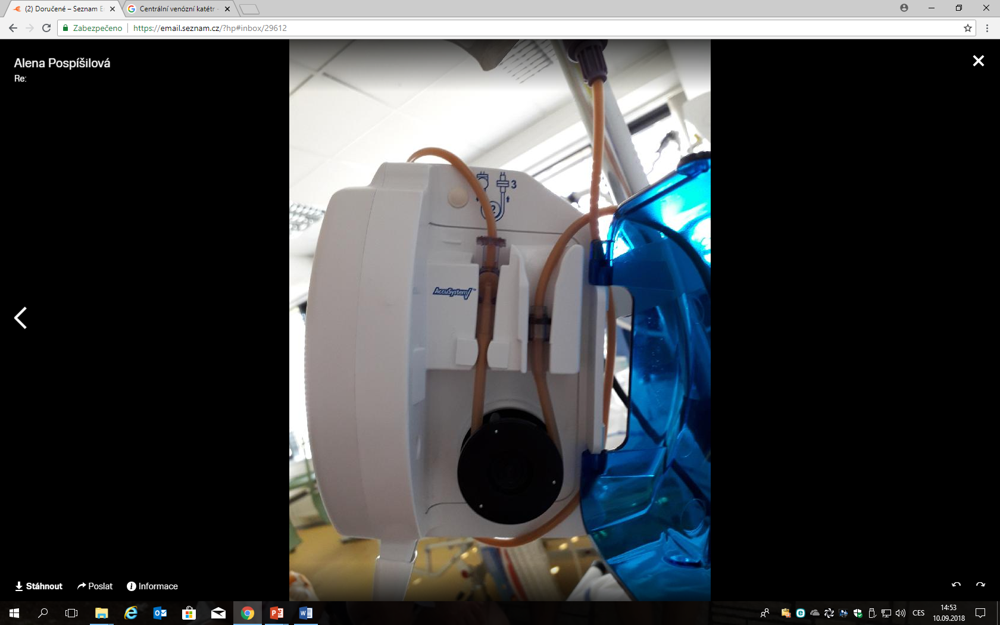 (2) Doručené – Seznam E
Centrální venózní katétr -
Zabezpečeno
https://email.seznam.cz/?hp#inbox/29612
Alena Pospíšilová
Re:
3
2
AccuSystem
TM
Stáhnout
Poslat
Informace
CES
14:53
10.09.2018